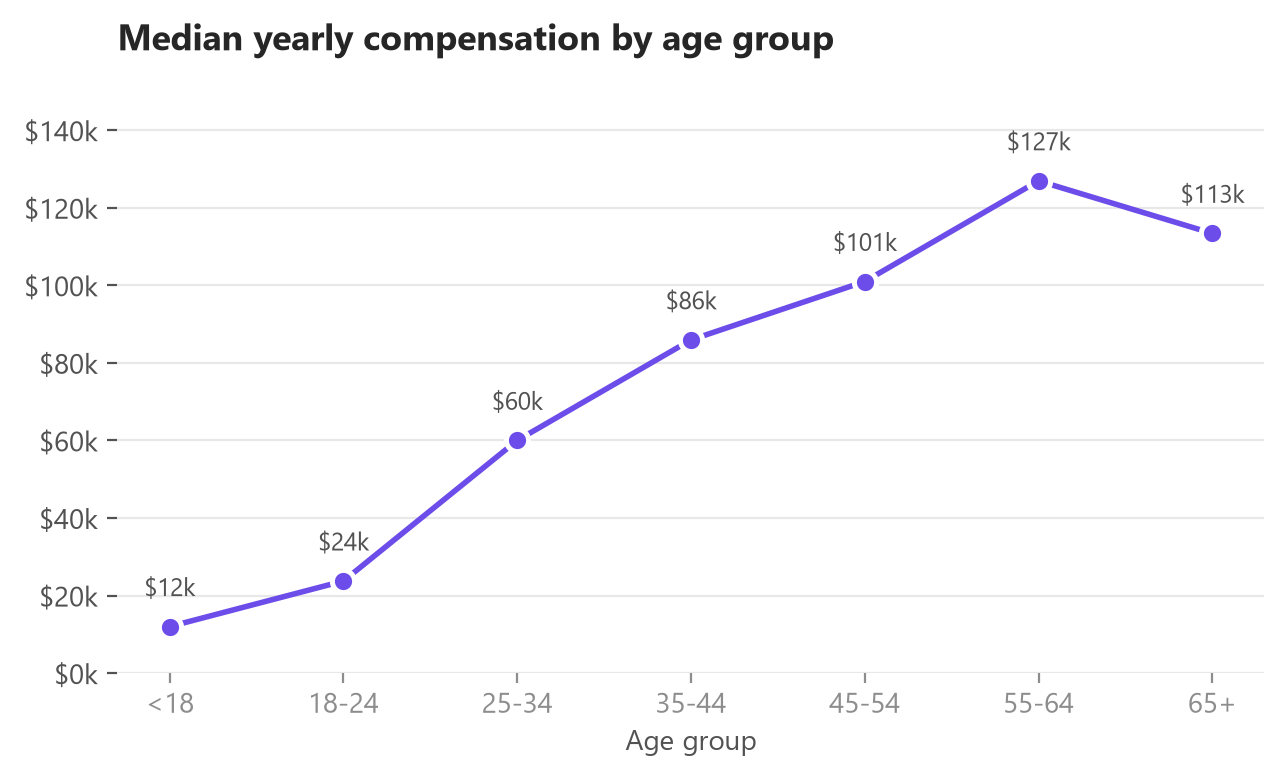 Median yearly compensation by age group
$140k
$120k
$100k
$80k
$60k
$40k
$20k
$0k
$12k
$24k
$60k
$86k
$101k
$127k
$113k
<18 18-24 25-34 35-44 45-54 55-64 65+
Age group